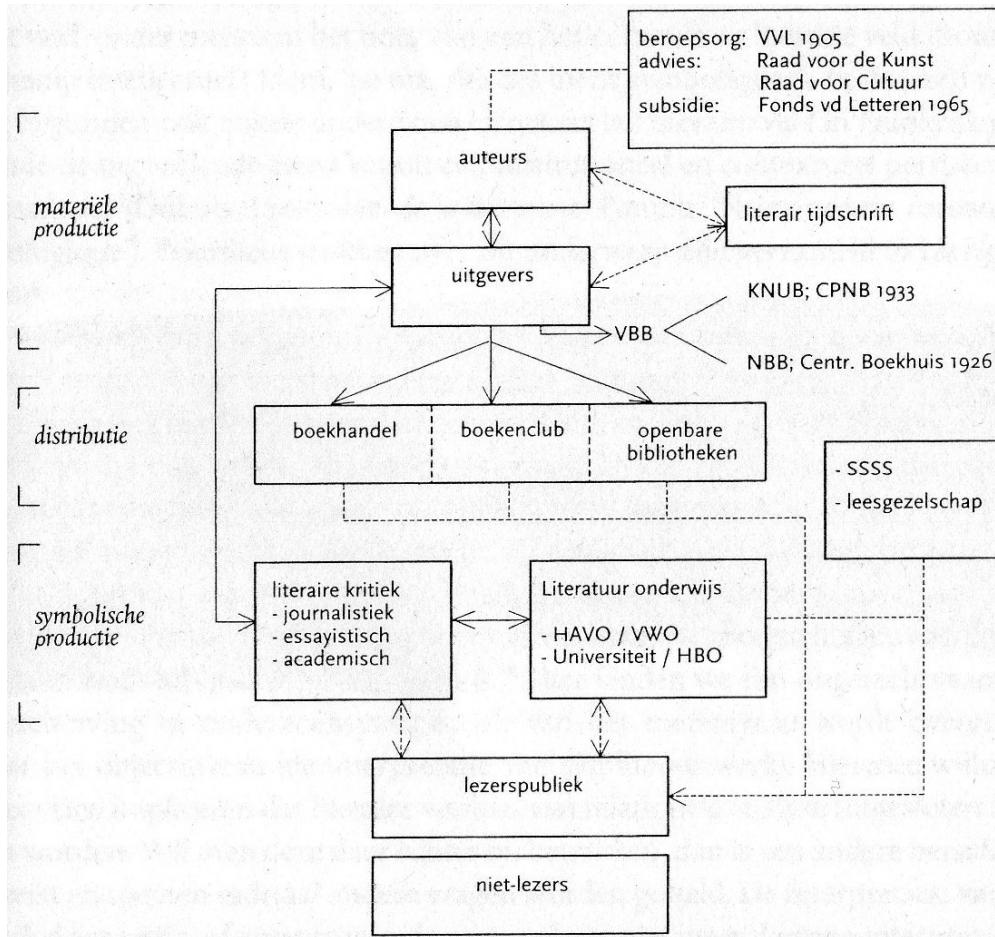 beroepsorg: VVL 1905
advies: Raad voor de Kunst
Raad voor Cultuur
subsidie: Fonds vd Letteren 1965
auteurs
materiële
productie
literair tijdschrift
uitgevers
KNUB; CPNB 1933
VBB
NBB; Centr. Boekhuis 1926
distributie
boekhandel
boekenclub
openbare
bibliotheken
- SSSS
- leesgezelschap
symbolische
productie
literaire kritiek
- journalistiek
- essayistisch
- academisch
Literatuur onderwijs
HAVO / VWO
Universiteit / HBO
lezerspubliek
niet-lezers